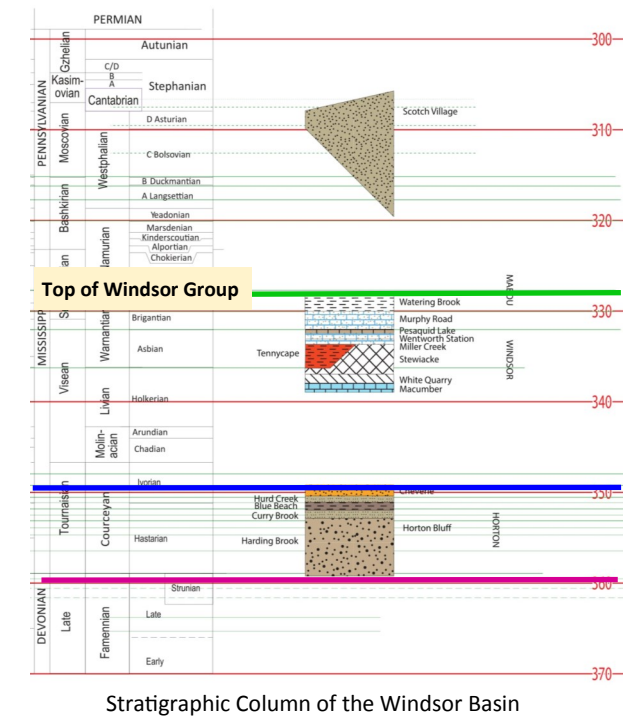 PERMIAN
300
Gzhelian
Autunian
C/D
B
A
Kasim-
ovian
Stephanian
Cantabrian
PENNSYLVANIAN
Scotch Village
D Asturian
310
Moscovian
Westphalian
C Bolsovian
B Duckmantian
A Langsettian
Bashkirian
Yeadonian
320
Marsdenian
Kinderscoutian
Alportian
Chokierian
Namurian
Top of Windsor Group
Watering Brook
330
Brigantian
Murphy Road
Pesaquid Lake
Wentworth Station
Miller Creek
MISSISSIPP
Warnantian
Asbian
Tennycape
Stewiacke
WINDSOR
Visean
White Quarry
Macumber
Livian
Holkerian
340
Arundian
Molin-
acian
Chadian
Ivorian
Cheverie
350
Hurd Creek
Blue Beach
Curry Brook
Tournaisian
Courceyan
Horton Bluff
HORTON
Hastarian
Harding Brook
360
Strunian
DEVONIAN
Late
Famennian
Late
Early
370
Stratigraphic Column of the Windsor Basin